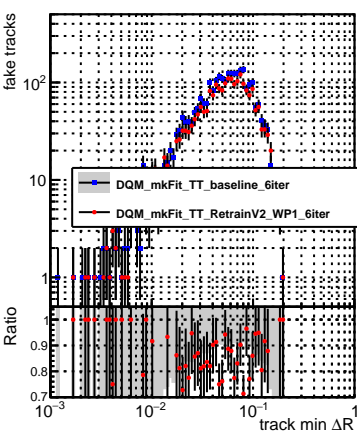 fake tracks
10²
10
1
DQM_mkFit_TT_baseline_6iter
DQM_mkFit_TT_RetrainV2_WP1_6iter
Ratio
1
0.9
0.8
0.7
10⁻³ 10⁻² 10⁻¹ 1
track min ΔR